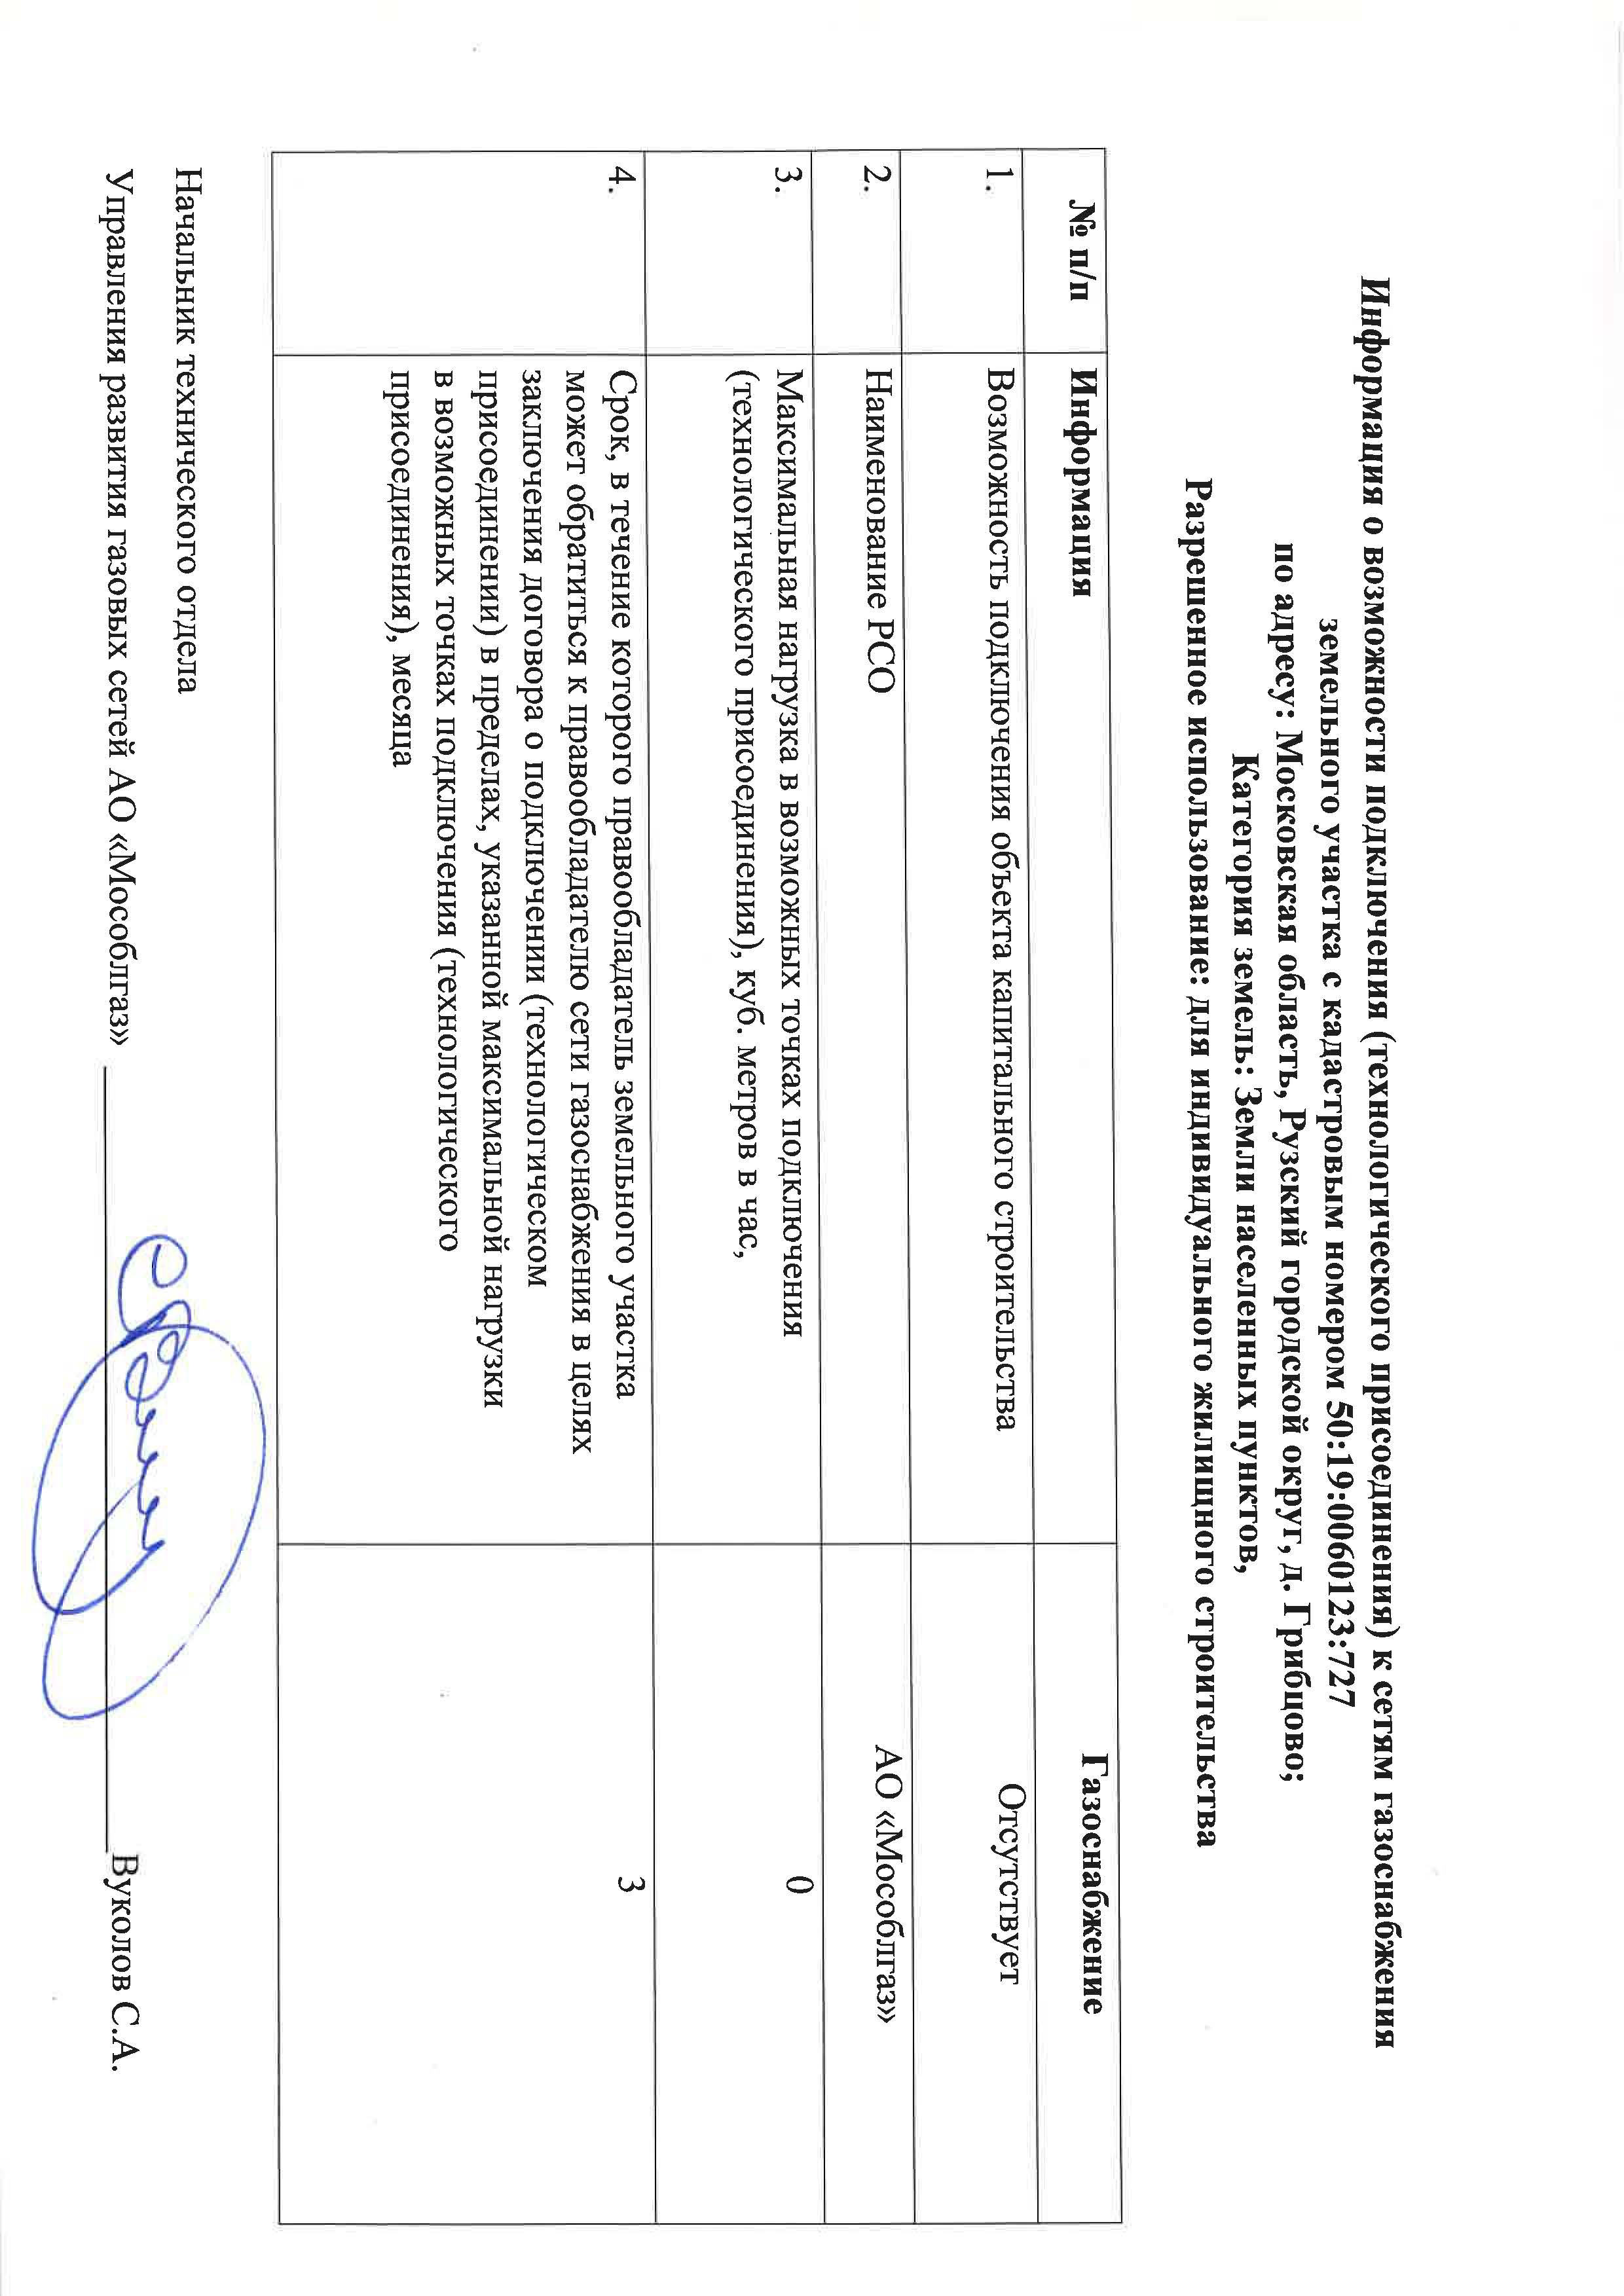 Информация о возможности подключения (технологического присоединения) к сетям газоснабжения
земельного участка с кадастровым номером 50:19:0060123:727
по адресу: Московская область, Рузский городской округ, д. Грибцово;
Категория земель: Земли населенных пунктов,
Разрешенное использование: для индивидуального жилищного строительства
№ п/п
Информация
Газоснабжение
1.
Возможность подключения объекта капитального строительства
Отсутствует
2.
Наименование РСО
АО «Мособлгаз»
3.
Максимальная нагрузка в возможных точках подключения
(технологического присоединения), куб. метров в час,
0
4.
Срок, в течение которого правообладатель земельного участка
может обратиться к правообладателю сети газоснабжения в целях
заключения договора о подключении (технологическом
присоединении) в пределах, указанной максимальной нагрузки
в возможных точках подключения (технологического
присоединения), месяца
3
Начальник технического отдела
Управления развития газовых сетей АО «Мособлгаз» Вуколов С.А.